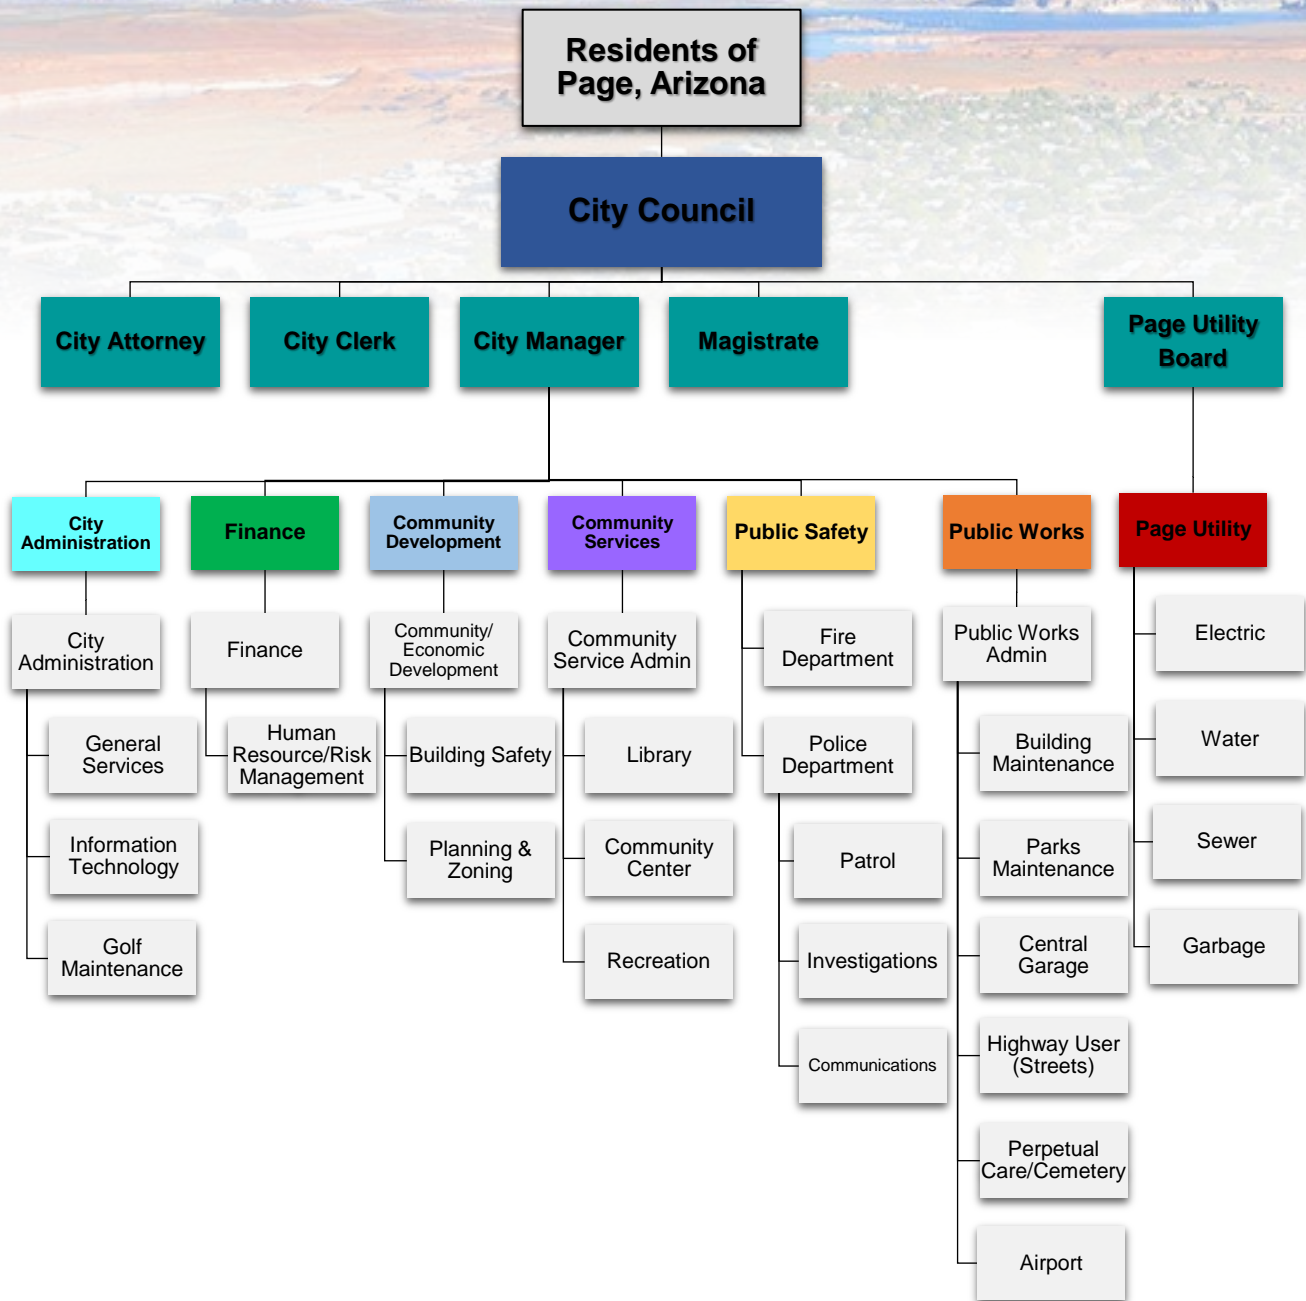 Residents of
Page, Arizona
City Council
City Attorney
City Clerk
City Manager
Magistrate
Page Utility
Board
City
Administration
Finance
Community
Development
Community
Services
Public Safety
Public Works
Page Utility
City
Administration
General
Services
Information
Technology
Golf
Maintenance
Finance
Human
Resource/Risk
Management
Community/
Economic
Development
Building Safety
Planning &
Zoning
Community
Service Admin
Library
Community
Center
Recreation
Fire
Department
Police
Department
Patrol
Investigations
Communications
Public Works
Admin
Building
Maintenance
Parks
Maintenance
Central
Garage
Highway User
(Streets)
Perpetual
Care/Cemetery
Airport
Electric
Water
Sewer
Garbage